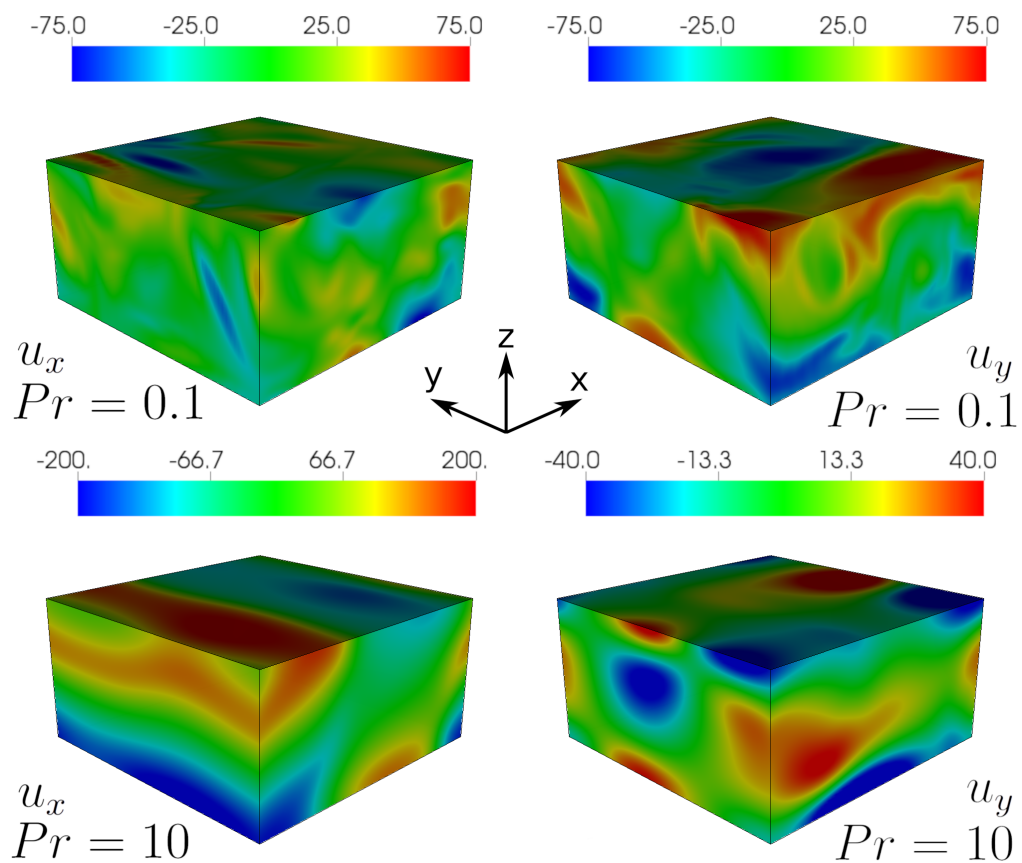 -75.0 -25.0 25.0 75.0
-75.0 -25.0 25.0 75.0
u_x
Pr = 0.1
z
y
x
u_y
Pr = 0.1
-200. -66.7 66.7 200.
-40.0 -13.3 13.3 40.0
u_x
Pr = 10
u_y
Pr = 10